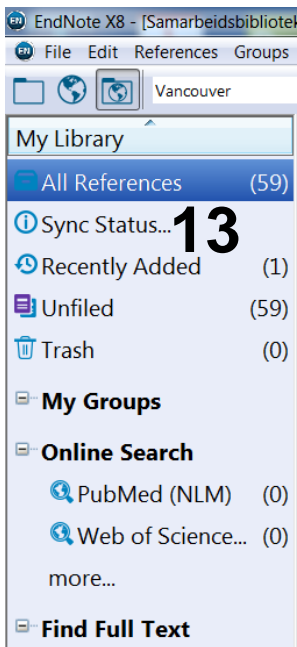 EndNote X8 - [Samarbeidsbibliotek
File Edit References Groups
Vancouver
My Library
All References (59)
Sync Status...
13
Recently Added (1)
Unfiled (59)
Trash (0)
My Groups
Online Search
PubMed (NLM) (0)
Web of Science... (0)
more...
Find Full Text